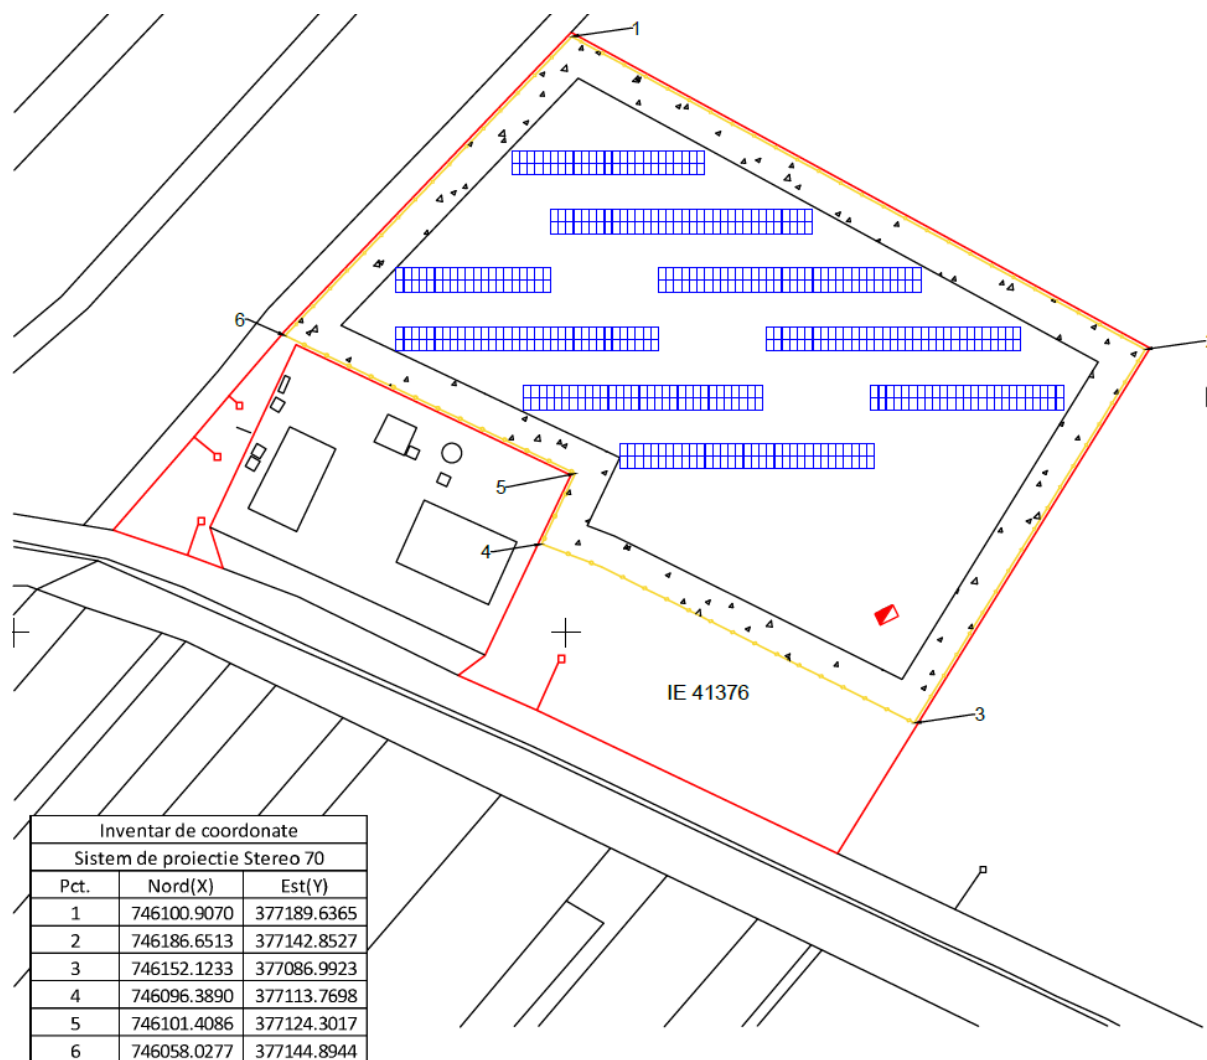 1
6
5
4
IE 41376
3
Inventar de coordonate
Sistem de proiectie Stereo 70
Pct. Nord(X) Est(Y)
1 746100.9070 377189.6365
2 746186.6513 377142.8527
3 746152.1233 377086.9923
4 746096.3890 377113.7698
5 746101.4086 377124.3017
6 746058.0277 377144.8944